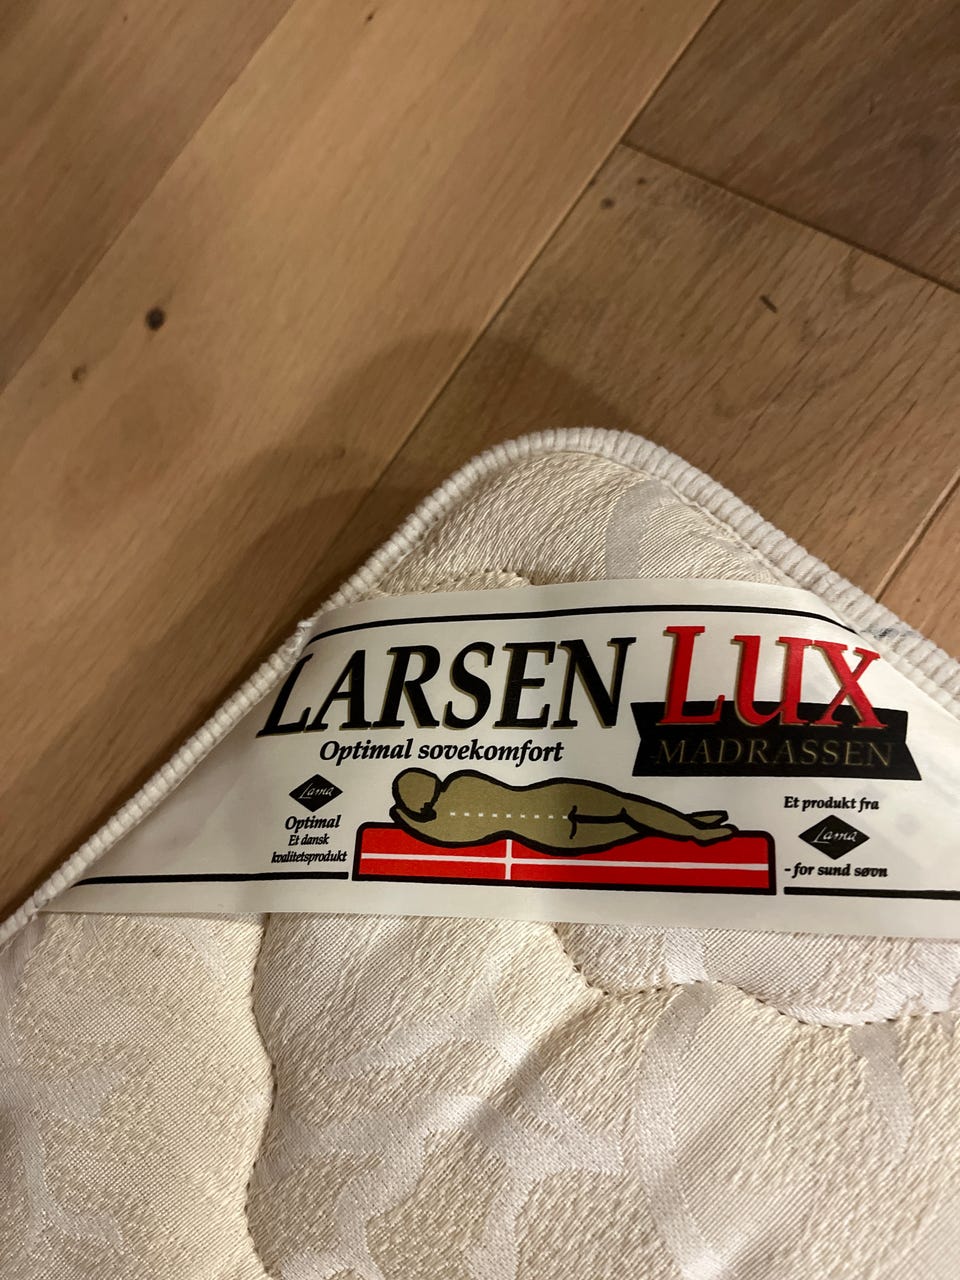 LARSEN LUX
MADRASSEN
Optimal sovekomfort
Lama
Optimal
Et dansk
kvalitetsprodukt
Et produkt fra
Lama
- for sund søvn